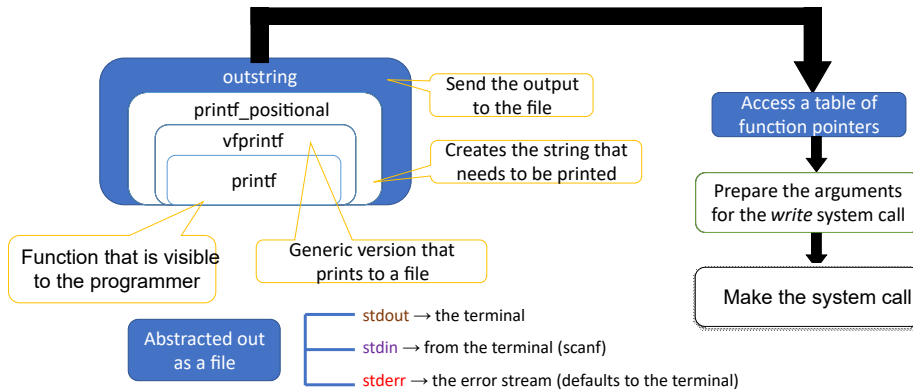 outstring
Send the output
to the file
printf_positional
vfprintf
Creates the string that
needs to be printed
printf
Function that is visible
to the programmer
Generic version that
prints to a file
Access a table of
function pointers
Prepare the arguments
for the write system call
Make the system call
Abstracted out
as a file
stdout → the terminal
stdin → from the terminal (scanf)
stderr → the error stream (defaults to the terminal)